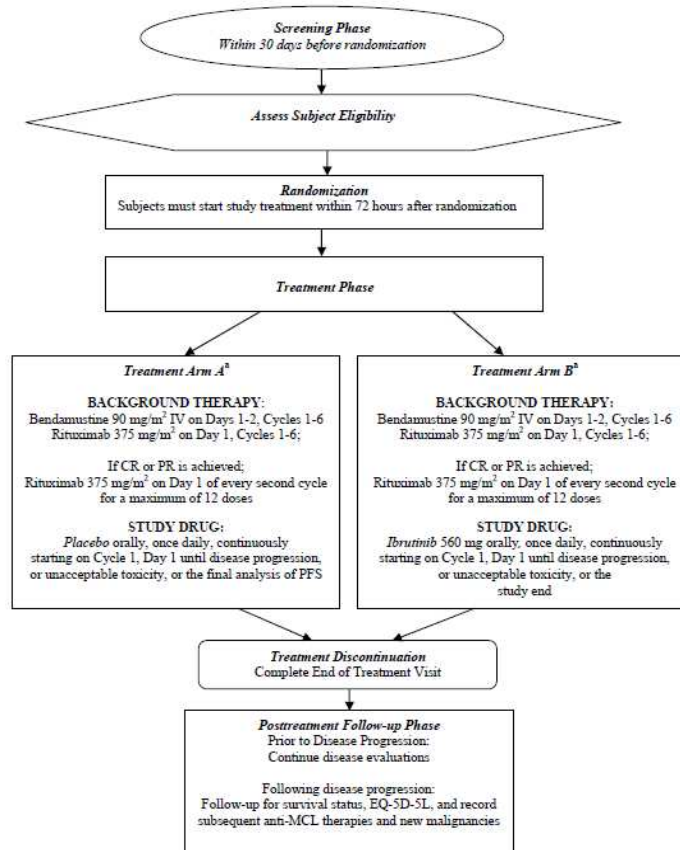 Screening Phase
Within 30 days before randomization
Assess Subject Eligibility
Randomization
Subjects must start study treatment within 72 hours after randomization
Treatment Phase
Treatment Arm Aᵃ
BACKGROUND THERAPY:
Bendamustine 90 mg/m² IV on Days 1-2, Cycles 1-6
Rituximab 375 mg/m² on Day 1, Cycles 1-6;
If CR or PR is achieved;
Rituximab 375 mg/m² on Day 1 of every second cycle
for a maximum of 12 doses
STUDY DRUG:
Placebo orally, once daily, continuously
starting on Cycle 1, Day 1 until disease progression,
or unacceptable toxicity, or the final analysis of PFS
Treatment Arm Bᵃ
BACKGROUND THERAPY:
Bendamustine 90 mg/m² IV on Days 1-2, Cycles 1-6
Rituximab 375 mg/m² on Day 1, Cycles 1-6;
If CR or PR is achieved;
Rituximab 375 mg/m² on Day 1 of every second cycle
for a maximum of 12 doses
STUDY DRUG:
Ibrutinib 560 mg orally, once daily, continuously
starting on Cycle 1, Day 1 until disease progression,
or unacceptable toxicity, or the
study end
Treatment Discontinuation
Complete End of Treatment Visit
Posttreatment Follow-up Phase
Prior to Disease Progression:
Continue disease evaluations
Following disease progression:
Follow-up for survival status, EQ-5D-5L, and record
subsequent anti-MCL therapies and new malignancies